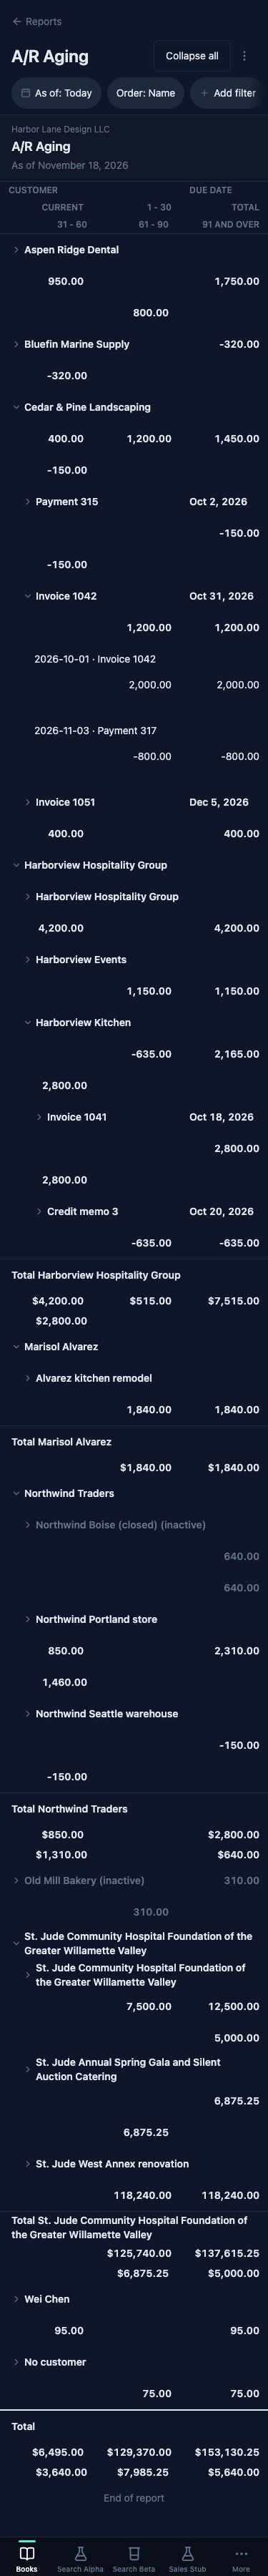 Reports
A/R Aging
Collapse all
As of: Today
Order: Name
Add filter
Harbor Lane Design LLC
A/R Aging
As of November 18, 2026
CUSTOMER DUE DATE
CURRENT 1 - 30 TOTAL
31 - 60 61 - 90 91 AND OVER
Aspen Ridge Dental
950.00 1,750.00
800.00
Bluefin Marine Supply -320.00
-320.00
Cedar & Pine Landscaping
400.00 1,200.00 1,450.00
-150.00
Payment 315 Oct 2, 2026
-150.00
-150.00
Invoice 1042 Oct 31, 2026
1,200.00 1,200.00
2026-10-01 · Invoice 1042
2,000.00 2,000.00
2026-11-03 · Payment 317
-800.00 -800.00
Invoice 1051 Dec 5, 2026
400.00 400.00
Harborview Hospitality Group
Harborview Hospitality Group
4,200.00 4,200.00
Harborview Events
1,150.00 1,150.00
Harborview Kitchen
-635.00 2,165.00
2,800.00
Invoice 1041 Oct 18, 2026
2,800.00
2,800.00
Credit memo 3 Oct 20, 2026
-635.00 -635.00
Total Harborview Hospitality Group
$4,200.00 $515.00 $7,515.00
$2,800.00
Marisol Alvarez
Alvarez kitchen remodel
1,840.00 1,840.00
Total Marisol Alvarez
$1,840.00 $1,840.00
Northwind Traders
Northwind Boise (closed) (inactive)
640.00
640.00
Northwind Portland store
850.00 2,310.00
1,460.00
Northwind Seattle warehouse
-150.00
-150.00
Total Northwind Traders
$850.00 $2,800.00
$1,310.00 $640.00
Old Mill Bakery (inactive) 310.00
310.00
St. Jude Community Hospital Foundation of the
Greater Willamette Valley
St. Jude Community Hospital Foundation of
the Greater Willamette Valley
7,500.00 12,500.00
5,000.00
St. Jude Annual Spring Gala and Silent
Auction Catering
6,875.25
6,875.25
St. Jude West Annex renovation
118,240.00 118,240.00
Total St. Jude Community Hospital Foundation of
the Greater Willamette Valley
$125,740.00 $137,615.25
$6,875.25 $5,000.00
Wei Chen
95.00 95.00
No customer
75.00 75.00
Total
$6,495.00 $129,370.00 $153,130.25
$3,640.00 $7,985.25 $5,640.00
End of report
Books
Search Alpha
Search Beta
Sales Stub
More